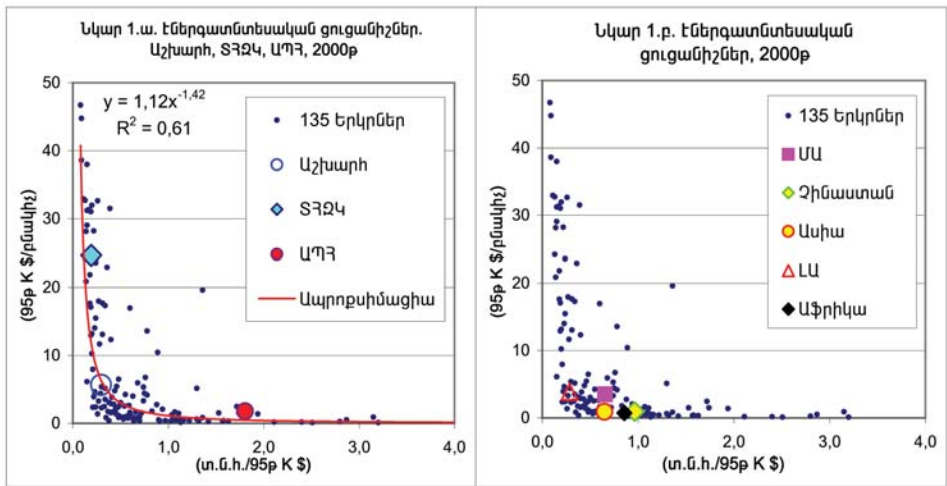 Նկար 1.ա. Էներգատնտեսական ցուցանիշներ.
Աշխարհ, ՏՀԶԿ, ԱՊՀ, 2000թ
50
40
30
20
10
0
(95թ K $/բնակիչ)
y = 1,12x^-1,42
R² = 0,61
135 Երկրներ
Աշխարհ
ՏՀԶԿ
ԱՊՀ
Ապրոքսիմացիա
0,0 1,0 2,0 3,0 4,0
(տ.ն.հ./95թ K $)
Նկար 1.բ. Էներգատնտեսական
ցուցանիշներ, 2000թ
50
40
30
20
10
0
(95թ K $/բնակիչ)
135 Երկրներ
ՄԱ
Չինաստան
Ասիա
ԼԱ
Աֆրիկա
0,0 1,0 2,0 3,0 4,0
(տ.ն.հ./95թ K $)